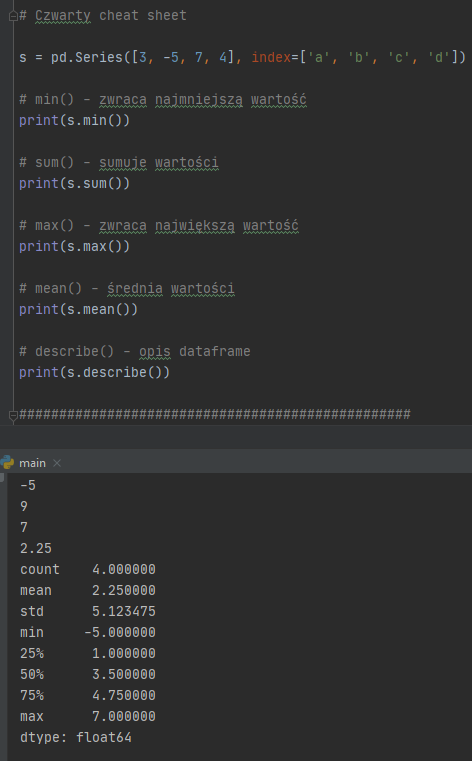 # Czwarty cheat sheet
s = pd.Series([3, -5, 7, 4], index=['a', 'b', 'c', 'd'])
# min() - zwraca najmniejszą wartość
print(s.min())
# sum() - sumuje wartości
print(s.sum())
# max() - zwraca największą wartość
print(s.max())
# mean() - średnia wartości
print(s.mean())
# describe() - opis dataframe
print(s.describe())
#################################################
main ×
-5
9
7
2.25
count    4.000000
mean     2.250000
std      5.123475
min     -5.000000
25%      1.000000
50%      3.500000
75%      4.750000
max      7.000000
dtype: float64